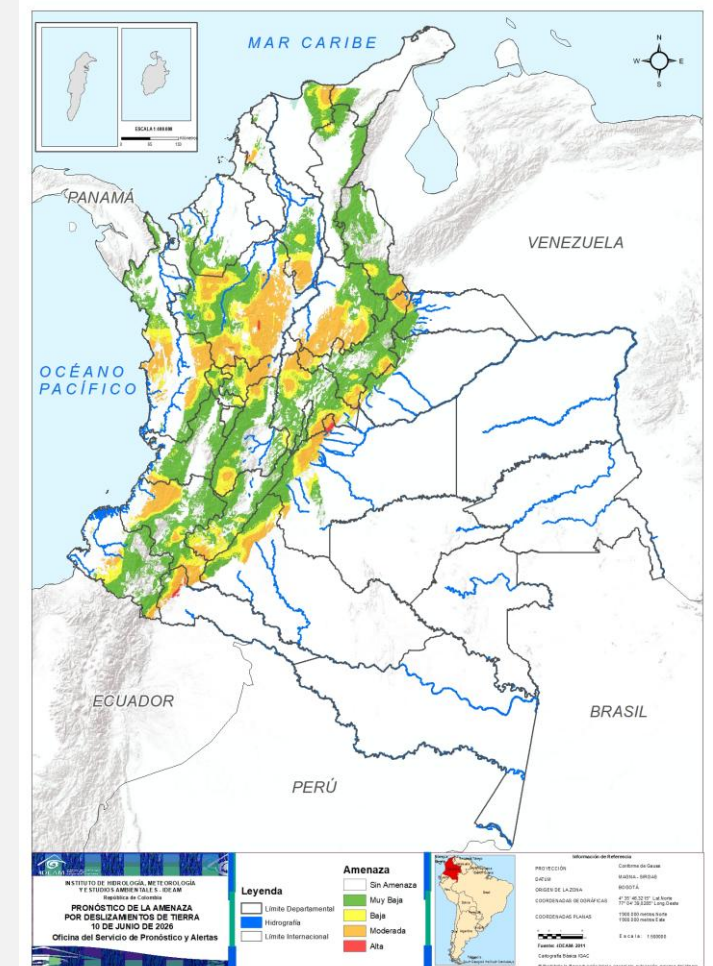 MAR CARIBE
N
W
E
S
PANAMÁ
VENEZUELA
OCÉANO
PACÍFICO
ECUADOR
BRASIL
PERÚ
INSTITUTO DE HIDROLOGÍA, METEOROLOGÍA
Y ESTUDIOS AMBIENTALES - IDEAM
República de Colombia
PRONÓSTICO DE LA AMENAZA
POR DESLIZAMIENTOS DE TIERRA
10 DE JUNIO DE 2026
Oficina del Servicio de Pronóstico y Alertas
Leyenda
Límite Departamental
Hidrografía
Límite Internacional
Amenaza
Sin Amenaza
Muy Baja
Baja
Moderada
Alta
Información de Referencia
PROYECCIÓN
Conforme de Gauss
DATUM
MAGNA - SIRGAS
ORIGEN DE LA ZONA
BOGOTÁ
COORDENADAS GEOGRÁFICAS
COORDENADAS PLANAS
Fuente: IDEAM 2011
Cartografía Básica IGAC